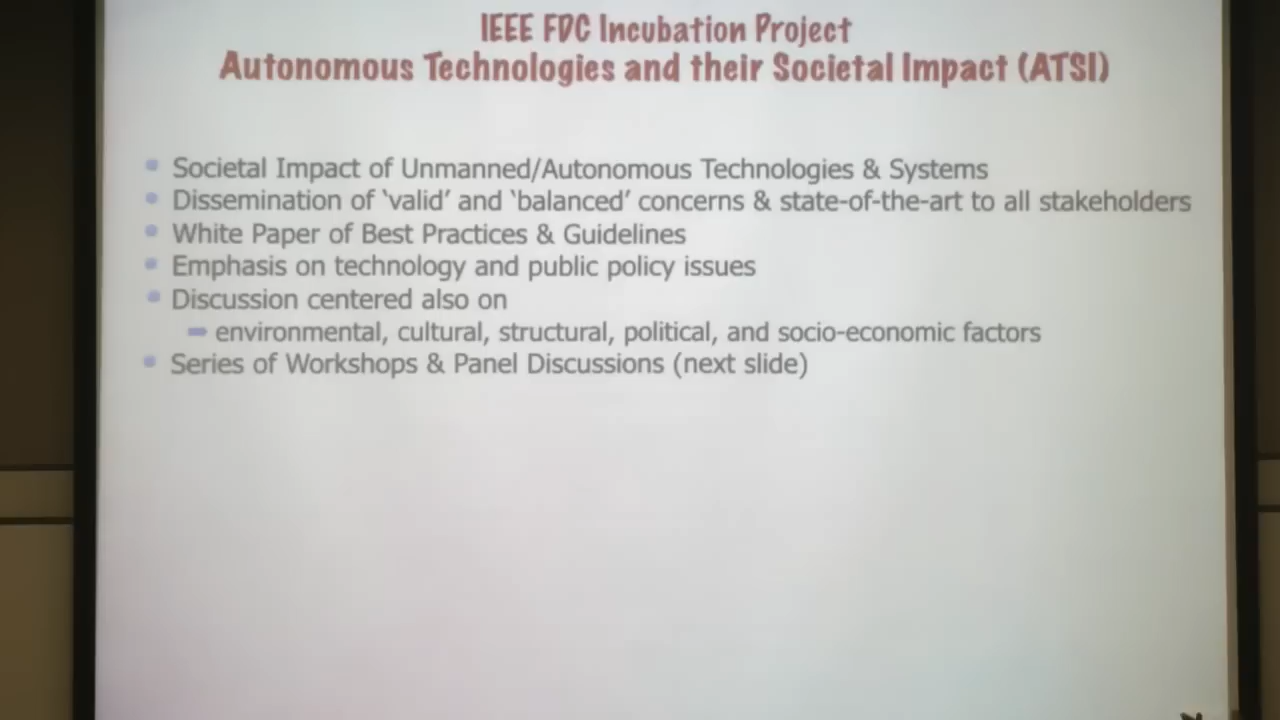 IEEE FDC Incubation Project
Autonomous Technologies and their Societal Impact (ATSI)
Societal Impact of Unmanned/Autonomous Technologies & Systems
Dissemination of ‘valid’ and ‘balanced’ concerns & state-of-the-art to all stakeholders
White Paper of Best Practices & Guidelines
Emphasis on technology and public policy issues
Discussion centered also on
environmental, cultural, structural, political, and socio-economic factors
Series of Workshops & Panel Discussions (next slide)